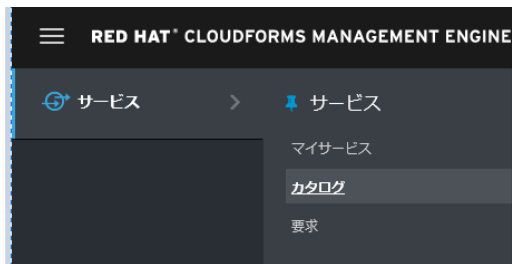 RED HAT® CLOUDFORMS MANAGEMENT ENGINE
サービス
サービス
マイサービス
カタログ
要求